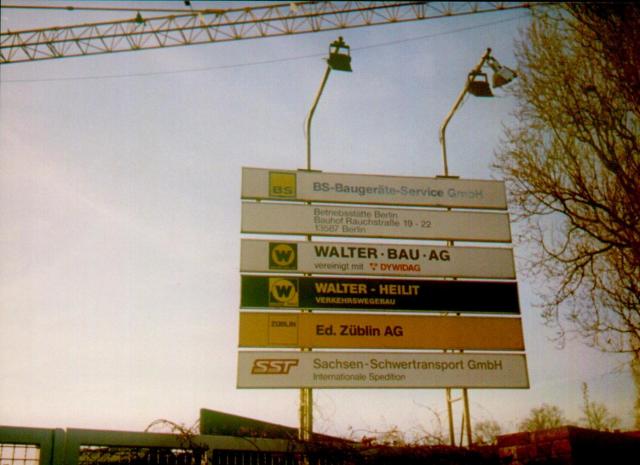 BS BS-Baugeräte-Service GmbH
Betriebsstätte Berlin
Bauhof Rauchstraße 19 - 22
13587 Berlin
W WALTER·BAU·AG
vereinigt mit DYWIDAG
W WALTER - HEILIT
VERKEHRSWEGEBAU
ZÜBLIN Ed. Züblin AG
SST Sachsen-Schwertransport GmbH
Internationale Spedition